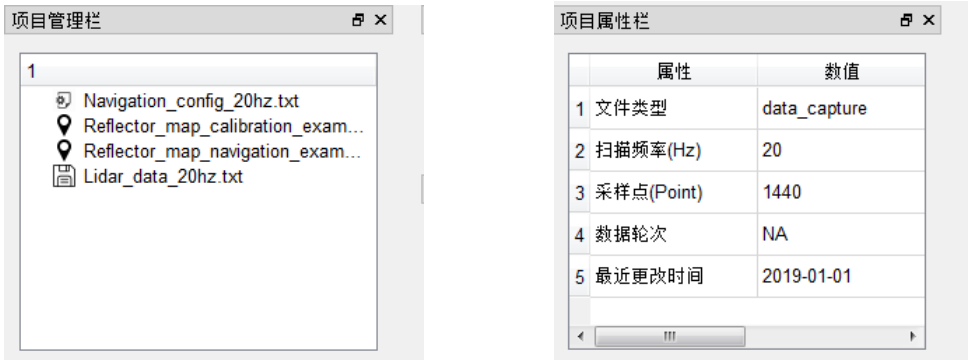 项目管理栏
1
Navigation_config_20hz.txt
Reflector_map_calibration_exam...
Reflector_map_navigation_exam...
Lidar_data_20hz.txt
项目属性栏
属性 数值
1 文件类型 data_capture
2 扫描频率(Hz) 20
3 采样点(Point) 1440
4 数据轮次 NA
5 最近更改时间 2019-01-01